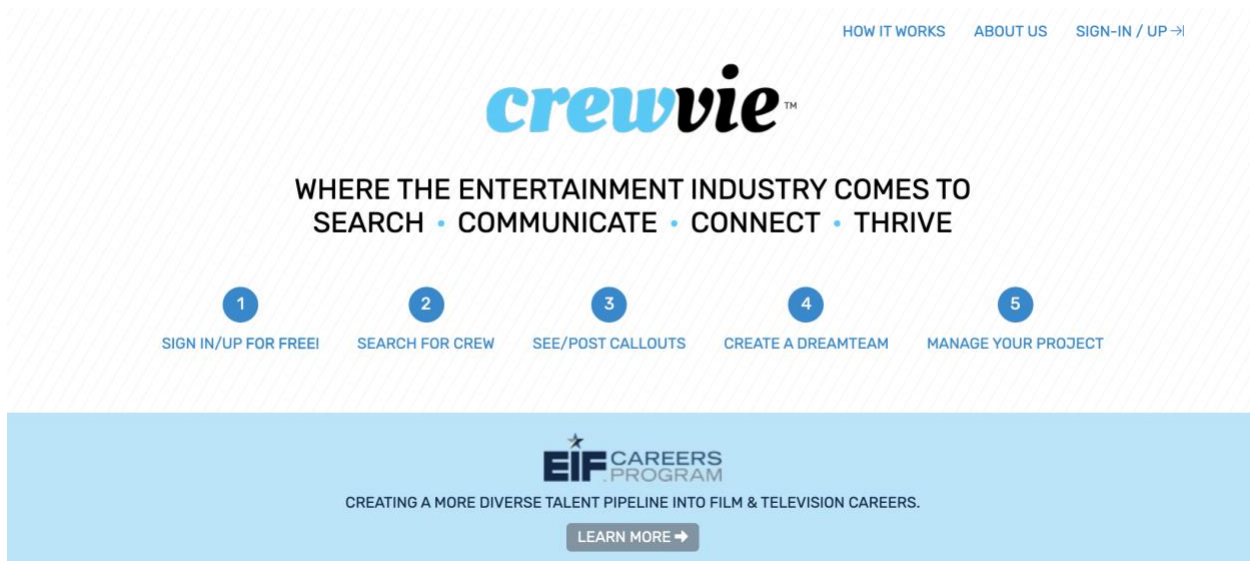 HOW IT WORKS ABOUT US SIGN-IN / UP
crewvie™
WHERE THE ENTERTAINMENT INDUSTRY COMES TO
SEARCH • COMMUNICATE • CONNECT • THRIVE
1 2 3 4 5
SIGN IN/UP FOR FREE! SEARCH FOR CREW SEE/POST CALLOUTS CREATE A DREAMTEAM MANAGE YOUR PROJECT
EIF CAREERS
PROGRAM
CREATING A MORE DIVERSE TALENT PIPELINE INTO FILM & TELEVISION CAREERS.
LEARN MORE